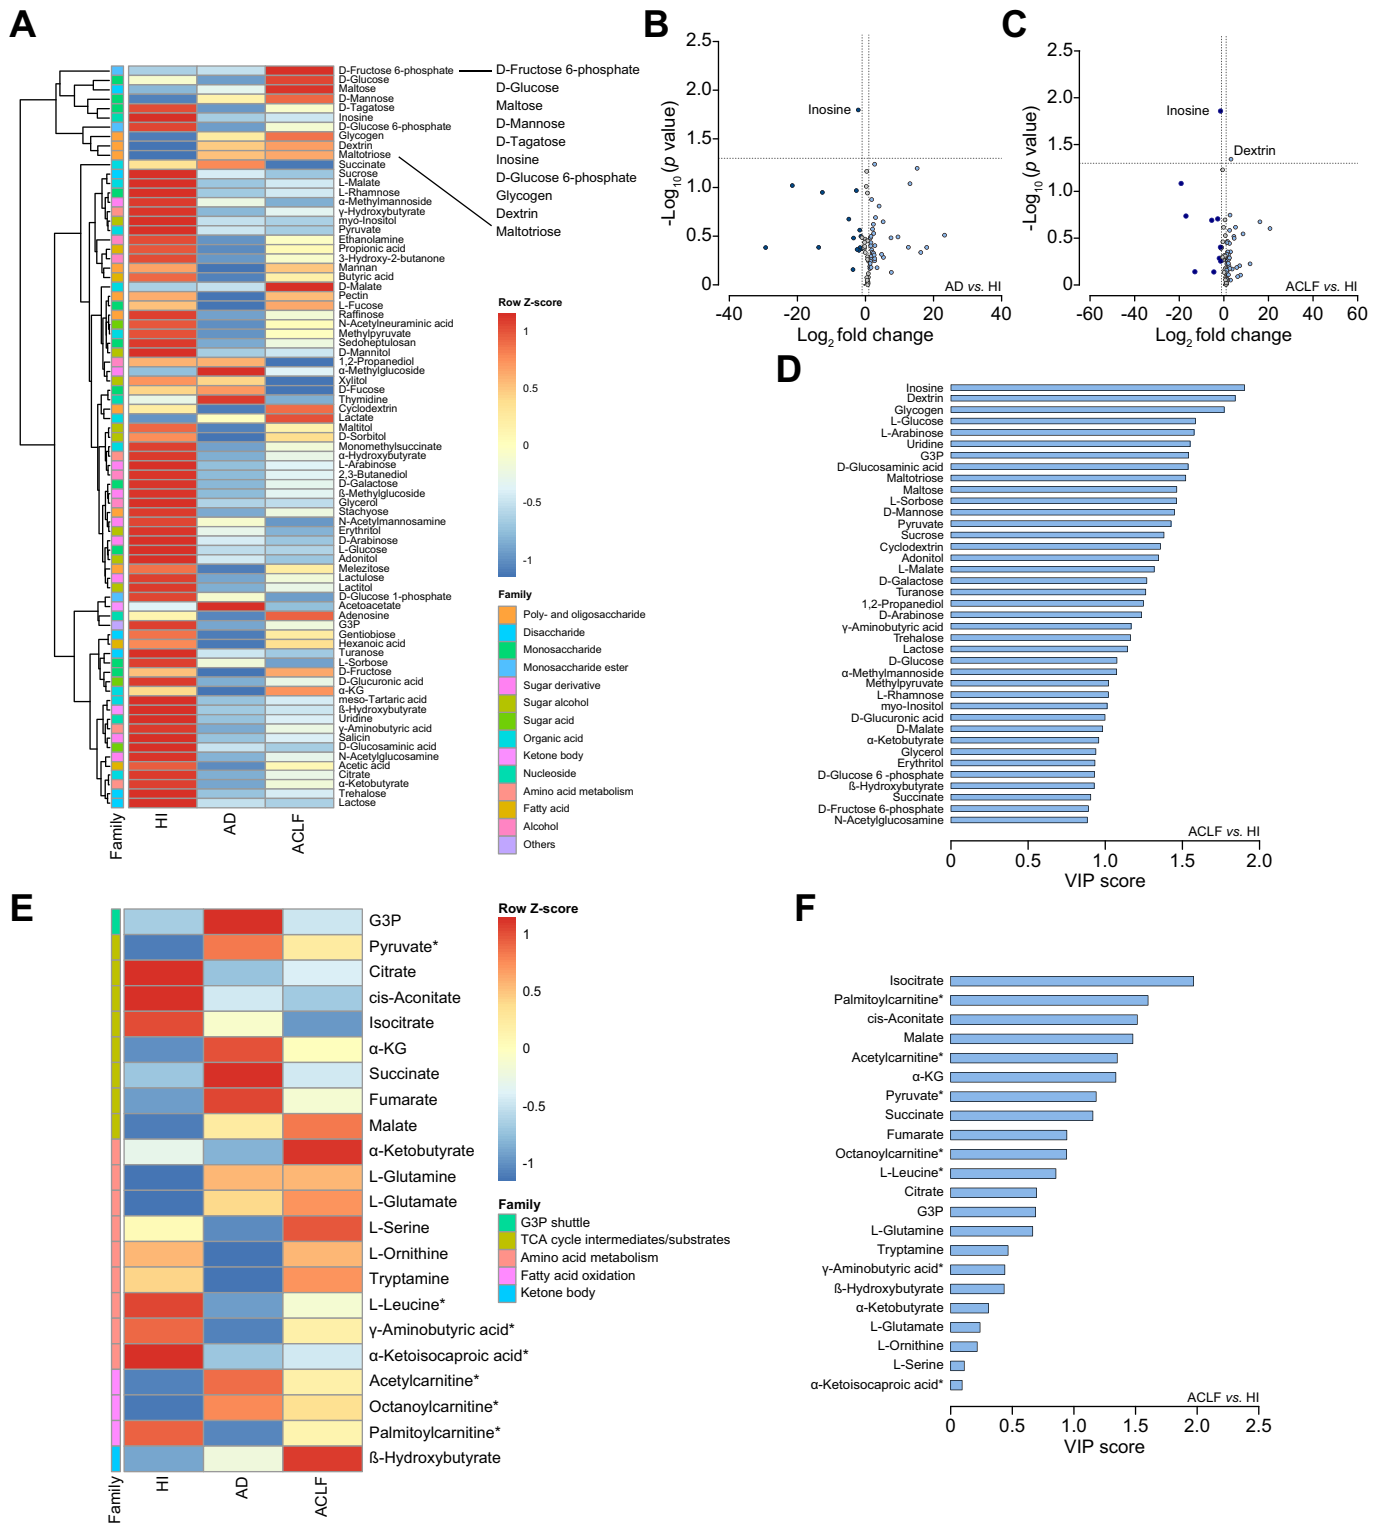 A
D-Fructose 6-phosphate
D-Glucose
Maltose
D-Mannose
D-Tagatose
Inosine
D-Glucose 6-phosphate
Glycogen
Dextrin
Maltotriose
Succinate
Sucrose
L-Malate
L-Rhamnose
α-Methylmannoside
γ-Hydroxybutyrate
myo-Inositol
Pyruvate
Ethanolamine
Propionic acid
3-Hydroxy-2-butanone
Mannan
Butyric acid
D-Malate
Pectin
L-Fucose
Raffinose
N-Acetylneuraminic acid
Methylpyruvate
Sedoheptulosan
D-Mannitol
1,2-Propanediol
α-Methylglucoside
Xylitol
D-Fucose
Thymidine
Cyclodextrin
Lactate
Maltitol
D-Sorbitol
Monomethylsuccinate
α-Hydroxybutyrate
L-Arabinose
2,3-Butanediol
D-Galactose
ß-Methylglucoside
Glycerol
Stachyose
N-Acetylmannosamine
Erythritol
D-Arabinose
L-Glucose
Adonitol
Melezitose
Lactulose
Lactitol
D-Glucose 1-phosphate
Acetoacetate
Adenosine
G3P
Gentiobiose
Hexanoic acid
Turanose
L-Sorbose
D-Fructose
D-Glucuronic acid
α-KG
meso-Tartaric acid
ß-Hydroxybutyrate
Uridine
γ-Aminobutyric acid
Salicin
D-Glucosaminic acid
N-Acetylglucosamine
Acetic acid
Citrate
α-Ketobutyrate
Trehalose
Lactose
Family
HI
AD
ACLF
D-Fructose 6-phosphate
D-Glucose
Maltose
D-Mannose
D-Tagatose
Inosine
D-Glucose 6-phosphate
Glycogen
Dextrin
Maltotriose
Row Z-score
1
0.5
0
-0.5
-1
Family
Poly- and oligosaccharide
Disaccharide
Monosaccharide
Monosaccharide ester
Sugar derivative
Sugar alcohol
Sugar acid
Organic acid
Ketone body
Nucleoside
Amino acid metabolism
Fatty acid
Alcohol
Others
B
-Log10 (p value)
2.5
2.0
1.5
1.0
0.5
0
Inosine
AD vs. HI
-40 -20 0 20 40
Log2 fold change
C
-Log10 (p value)
2.5
2.0
1.5
1.0
0.5
0
Inosine
Dextrin
ACLF vs. HI
-60 -40 -20 0 20 40 60
Log2 fold change
D
Inosine
Dextrin
Glycogen
L-Glucose
L-Arabinose
Uridine
G3P
D-Glucosaminic acid
Maltotriose
Maltose
L-Sorbose
D-Mannose
Pyruvate
Sucrose
Cyclodextrin
Adonitol
L-Malate
D-Galactose
Turanose
1,2-Propanediol
D-Arabinose
γ-Aminobutyric acid
Trehalose
Lactose
D-Glucose
α-Methylmannoside
Methylpyruvate
L-Rhamnose
myo-Inositol
D-Glucuronic acid
D-Malate
α-Ketobutyrate
Glycerol
Erythritol
D-Glucose 6 -phosphate
ß-Hydroxybutyrate
Succinate
D-Fructose 6-phosphate
N-Acetylglucosamine
ACLF vs. HI
0 0.5 1.0 1.5 2.0
VIP score
E
G3P
Pyruvate*
Citrate
cis-Aconitate
Isocitrate
α-KG
Succinate
Fumarate
Malate
α-Ketobutyrate
L-Glutamine
L-Glutamate
L-Serine
L-Ornithine
Tryptamine
L-Leucine*
γ-Aminobutyric acid*
α-Ketoisocaproic acid*
Acetylcarnitine*
Octanoylcarnitine*
Palmitoylcarnitine*
ß-Hydroxybutyrate
Family
HI
AD
ACLF
Row Z-score
1
0.5
0
-0.5
-1
Family
G3P shuttle
TCA cycle intermediates/substrates
Amino acid metabolism
Fatty acid oxidation
Ketone body
F
Isocitrate
Palmitoylcarnitine*
cis-Aconitate
Malate
Acetylcarnitine*
α-KG
Pyruvate*
Succinate
Fumarate
Octanoylcarnitine*
L-Leucine*
Citrate
G3P
L-Glutamine
Tryptamine
γ-Aminobutyric acid*
ß-Hydroxybutyrate
α-Ketobutyrate
L-Glutamate
L-Ornithine
L-Serine
α-Ketoisocaproic acid*
ACLF vs. HI
0 0.5 1.0 1.5 2.0 2.5
VIP score